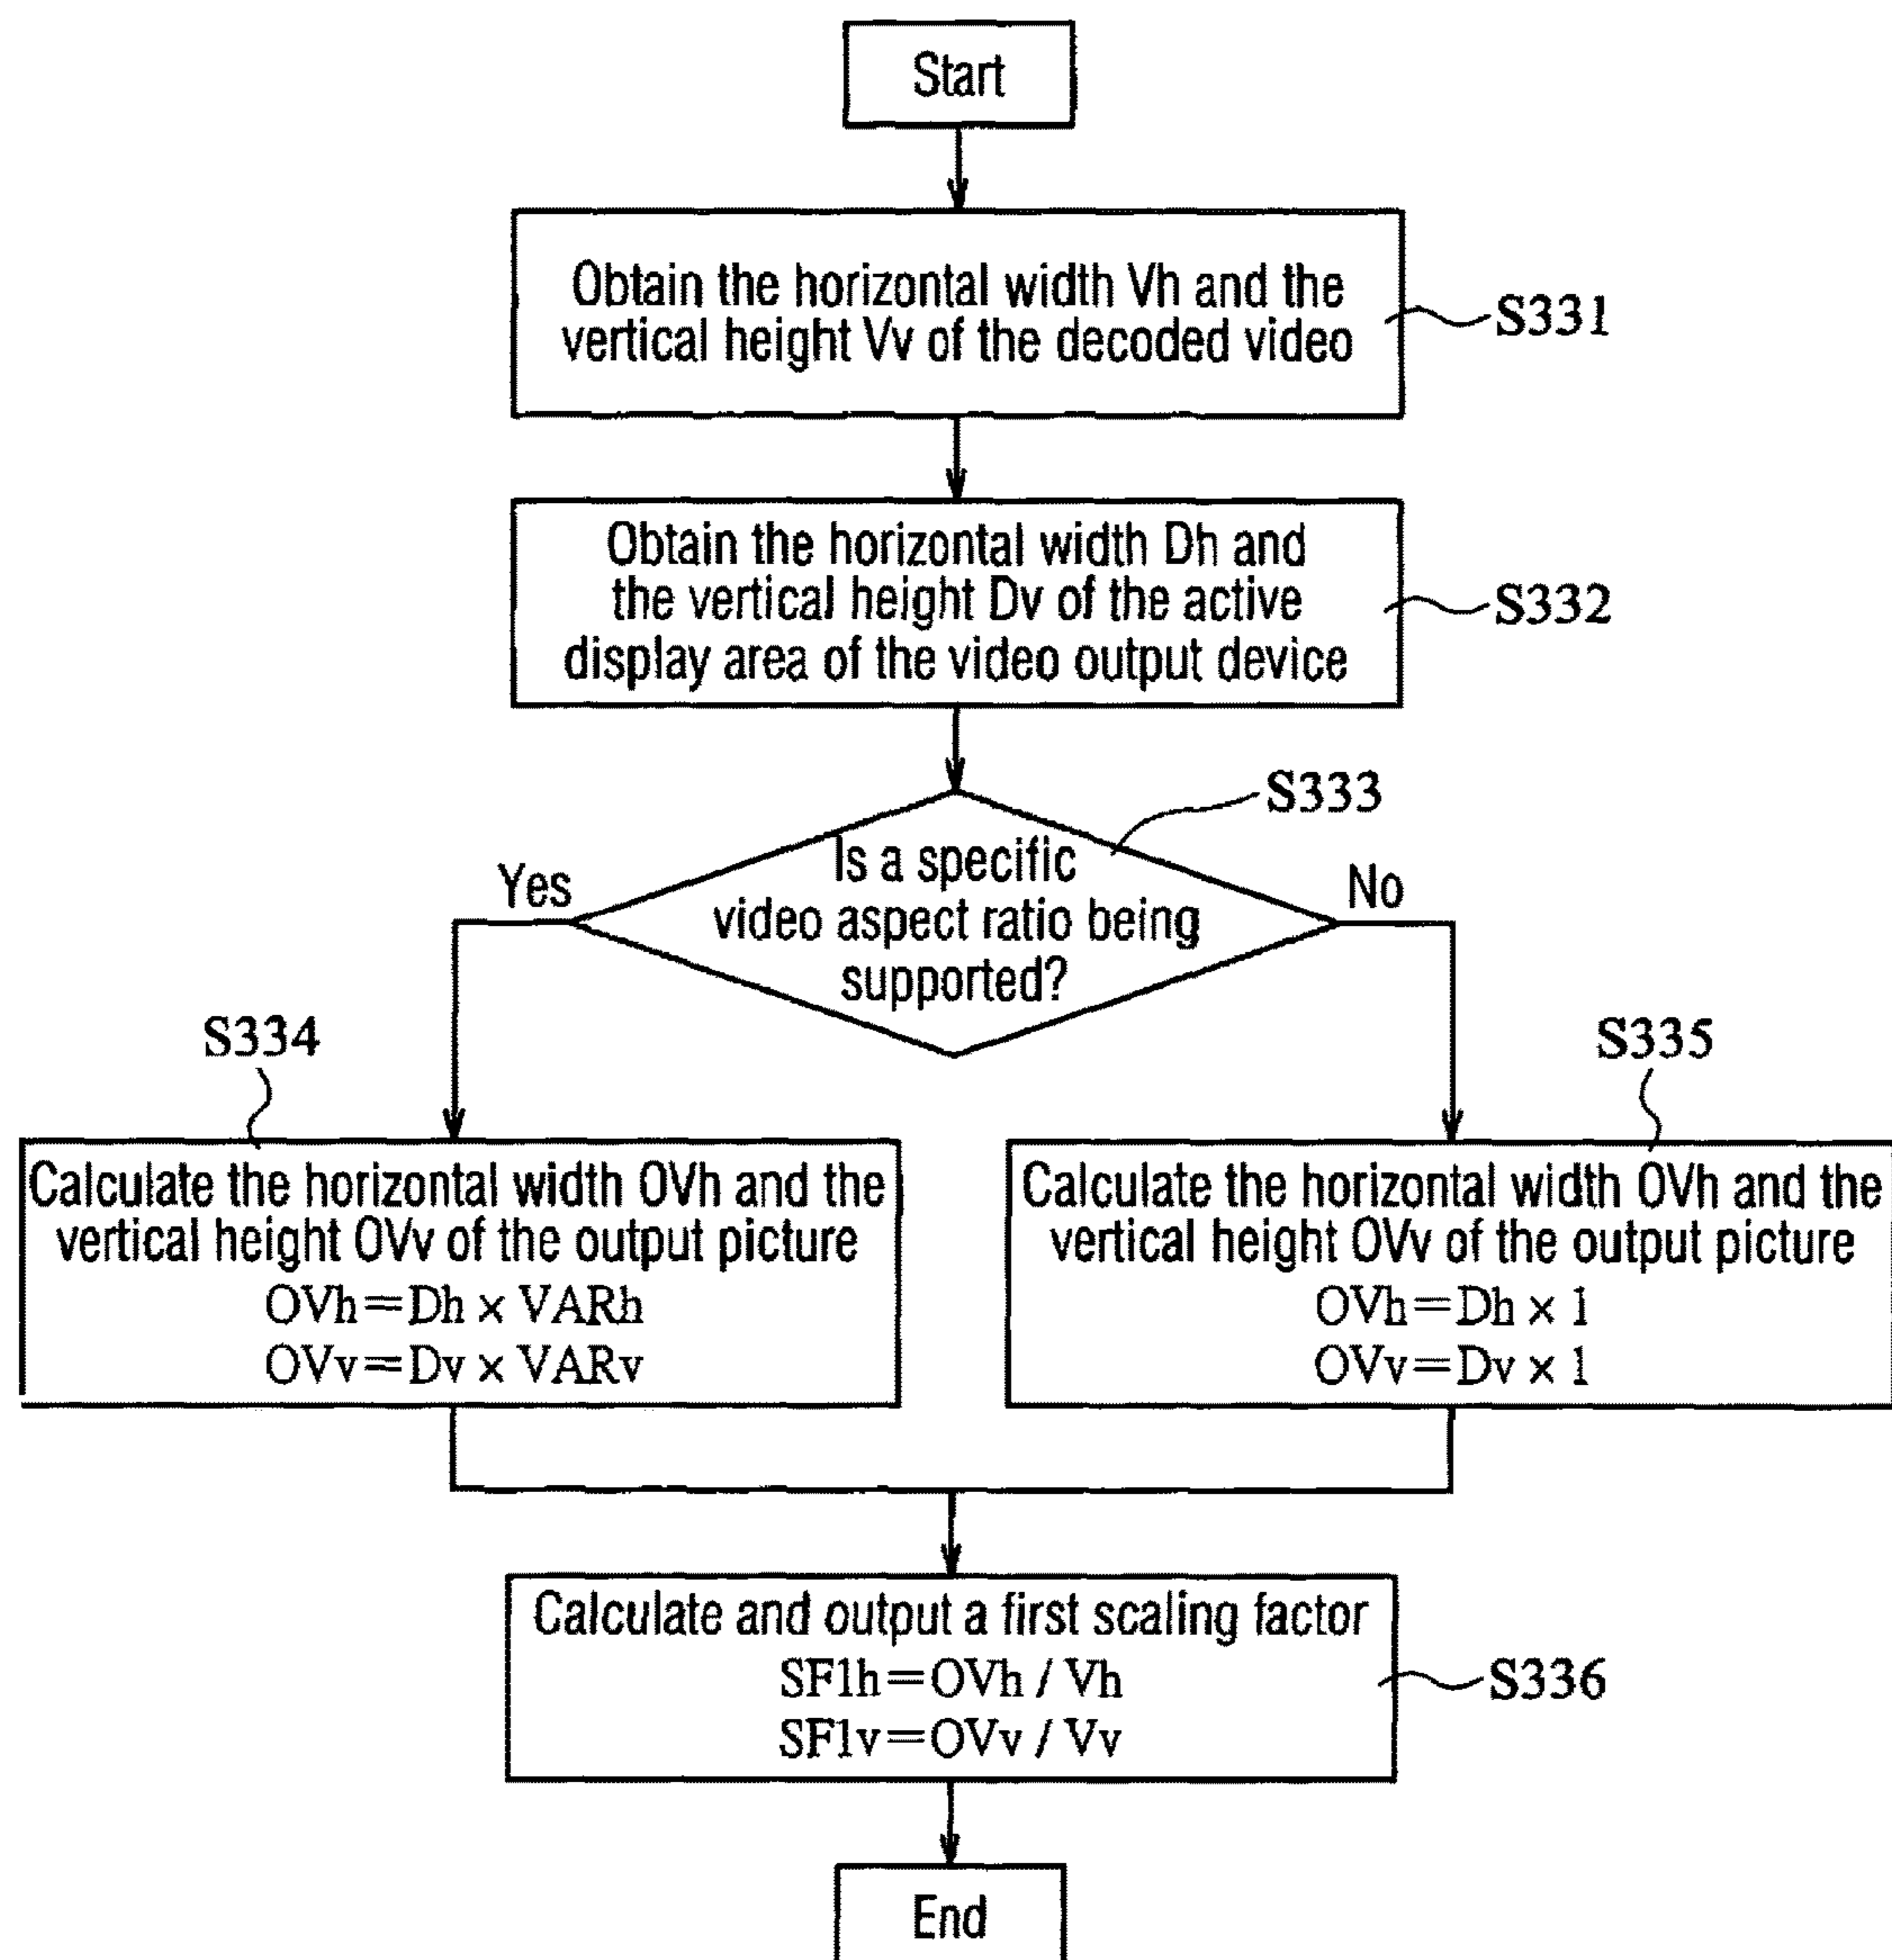 Start
Obtain the horizontal width Vh and the
vertical height Vv of the decoded video
S331
Obtain the horizontal width Dh and
the vertical height Dv of the active
display area of the video output device
S332
S333
Is a specific
video aspect ratio being
supported?
Yes
No
S334
Calculate the horizontal width OVh and the
vertical height OVv of the output picture
OVh=Dh × VARh
OVv=Dv × VARv
S335
Calculate the horizontal width OVh and the
vertical height OVv of the output picture
OVh=Dh × 1
OVv=Dv × 1
Calculate and output a first scaling factor
SF1h=OVh / Vh
SF1v=OVv / Vv
S336
End